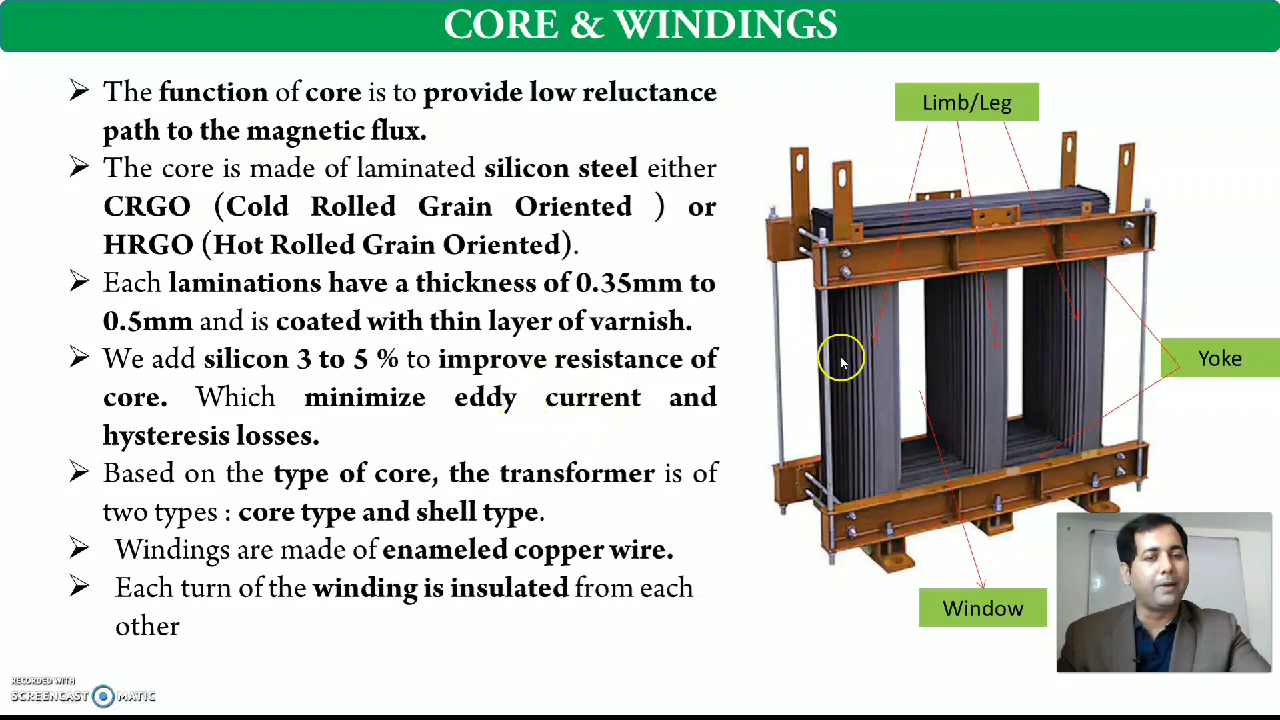 CORE & WINDINGS
The function of core is to provide low reluctance
path to the magnetic flux.
The core is made of laminated silicon steel either
CRGO (Cold Rolled Grain Oriented ) or
HRGO (Hot Rolled Grain Oriented).
Each laminations have a thickness of 0.35mm to
0.5mm and is coated with thin layer of varnish.
We add silicon 3 to 5 % to improve resistance of
core. Which minimize eddy current and
hysteresis losses.
Based on the type of core, the transformer is of
two types : core type and shell type.
Windings are made of enameled copper wire.
Each turn of the winding is insulated from each
other
Limb/Leg
Yoke
Window
RECORDED WITH
SCREENCAST MATIC